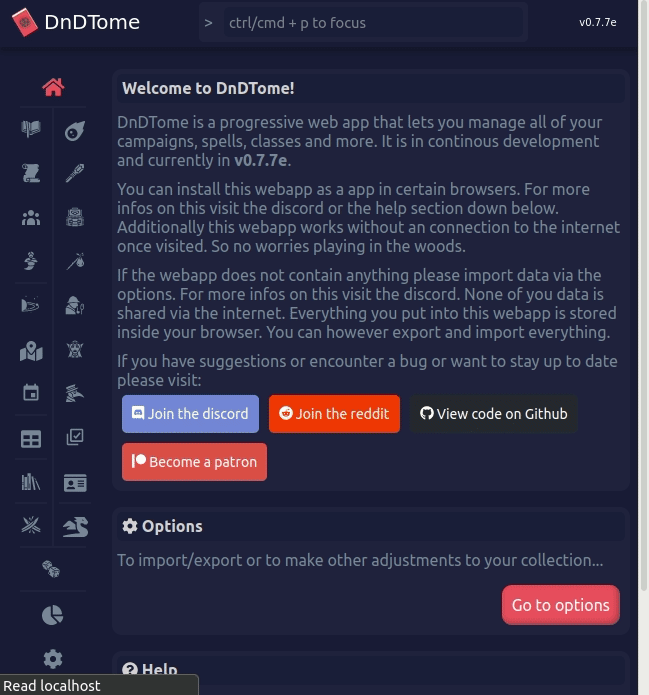 DnDTome
> ctrl/cmd + p to focus
v0.7.7e
Welcome to DnDTome!
DnDTome is a progressive web app that lets you manage all of your
campaigns, spells, classes and more. It is in continous development
and currently in v0.7.7e.
You can install this webapp as a app in certain browsers. For more
infos on this visit the discord or the help section down below.
Additionally this webapp works without an connection to the internet
once visited. So no worries playing in the woods.
If the webapp does not contain anything please import data via the
options. For more infos on this visit the discord. None of you data is
shared via the internet. Everything you put into this webapp is stored
inside your browser. You can however export and import everything.
If you have suggestions or encounter a bug or want to stay up to date
please visit:
Join the discord
Join the reddit
View code on Github
Become a patron
Options
To import/export or to make other adjustments to your collection...
Go to options
Help
Read localhost